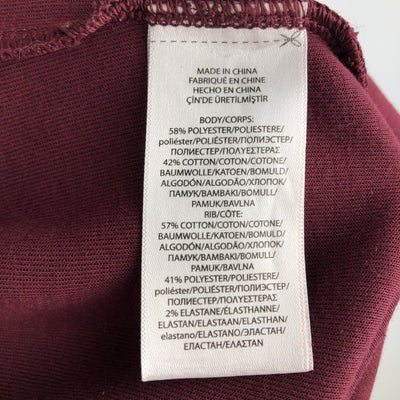 MADE IN CHINA
FABRIQUÉ EN CHINE
HECHO EN CHINA
ÇİN'DE ÜRETİLMİŞTİR
BODY/CORPS:
58% POLYESTER/POLIESTERE/
poliéster/POLIÉSTER/ПОЛИЭСТЕР/
ПОЛИЕСТЕР/ΠΟΛΥΕΣΤΕΡΑΣ
42% COTTON/COTON/COTONE/
BAUMWOLLE/KATOEN/BOMULD/
ALGODÓN/ALGODÃO/ХЛОПОК
ПАМУК/ΒΑΜΒΑΚΙ/BOMULL/
PAMUK/BAVLNA
RIB/CÔTE:
57% COTTON/COTON/COTONE/
BAUMWOLLE/KATOEN/BOMULD/
ALGODÓN/ALGODÃO/ХЛОПОК
ПАМУК/ΒΑΜΒΑΚΙ/BOMULL/
PAMUK/BAVLNA
41% POLYESTER/POLIESTERE/
poliéster/POLIÉSTER/ПОЛИЭСТЕР/
ПОЛИЕСТЕР/ΠΟΛΥΕΣΤΕΡΑΣ
2% ELASTANE/ÉLASTHANNE/
ELASTAN/ELASTAAN/ELASTHAN/
elastano/ELASTANO/ЭЛАСТАН/
ЕЛАСТАН/ΕΛΑΣΤΑΝ